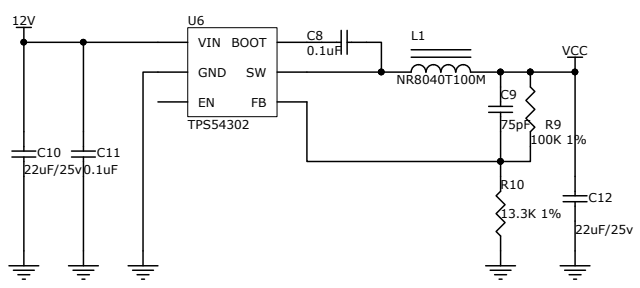 12V
U6
VIN BOOT
GND SW
EN FB
TPS54302
C8
0.1uF
L1
NR8040T100M
VCC
C9
75pF
R9
100K 1%
C10
22uF/25v
C11
0.1uF
R10
13.3K 1%
C12
22uF/25v